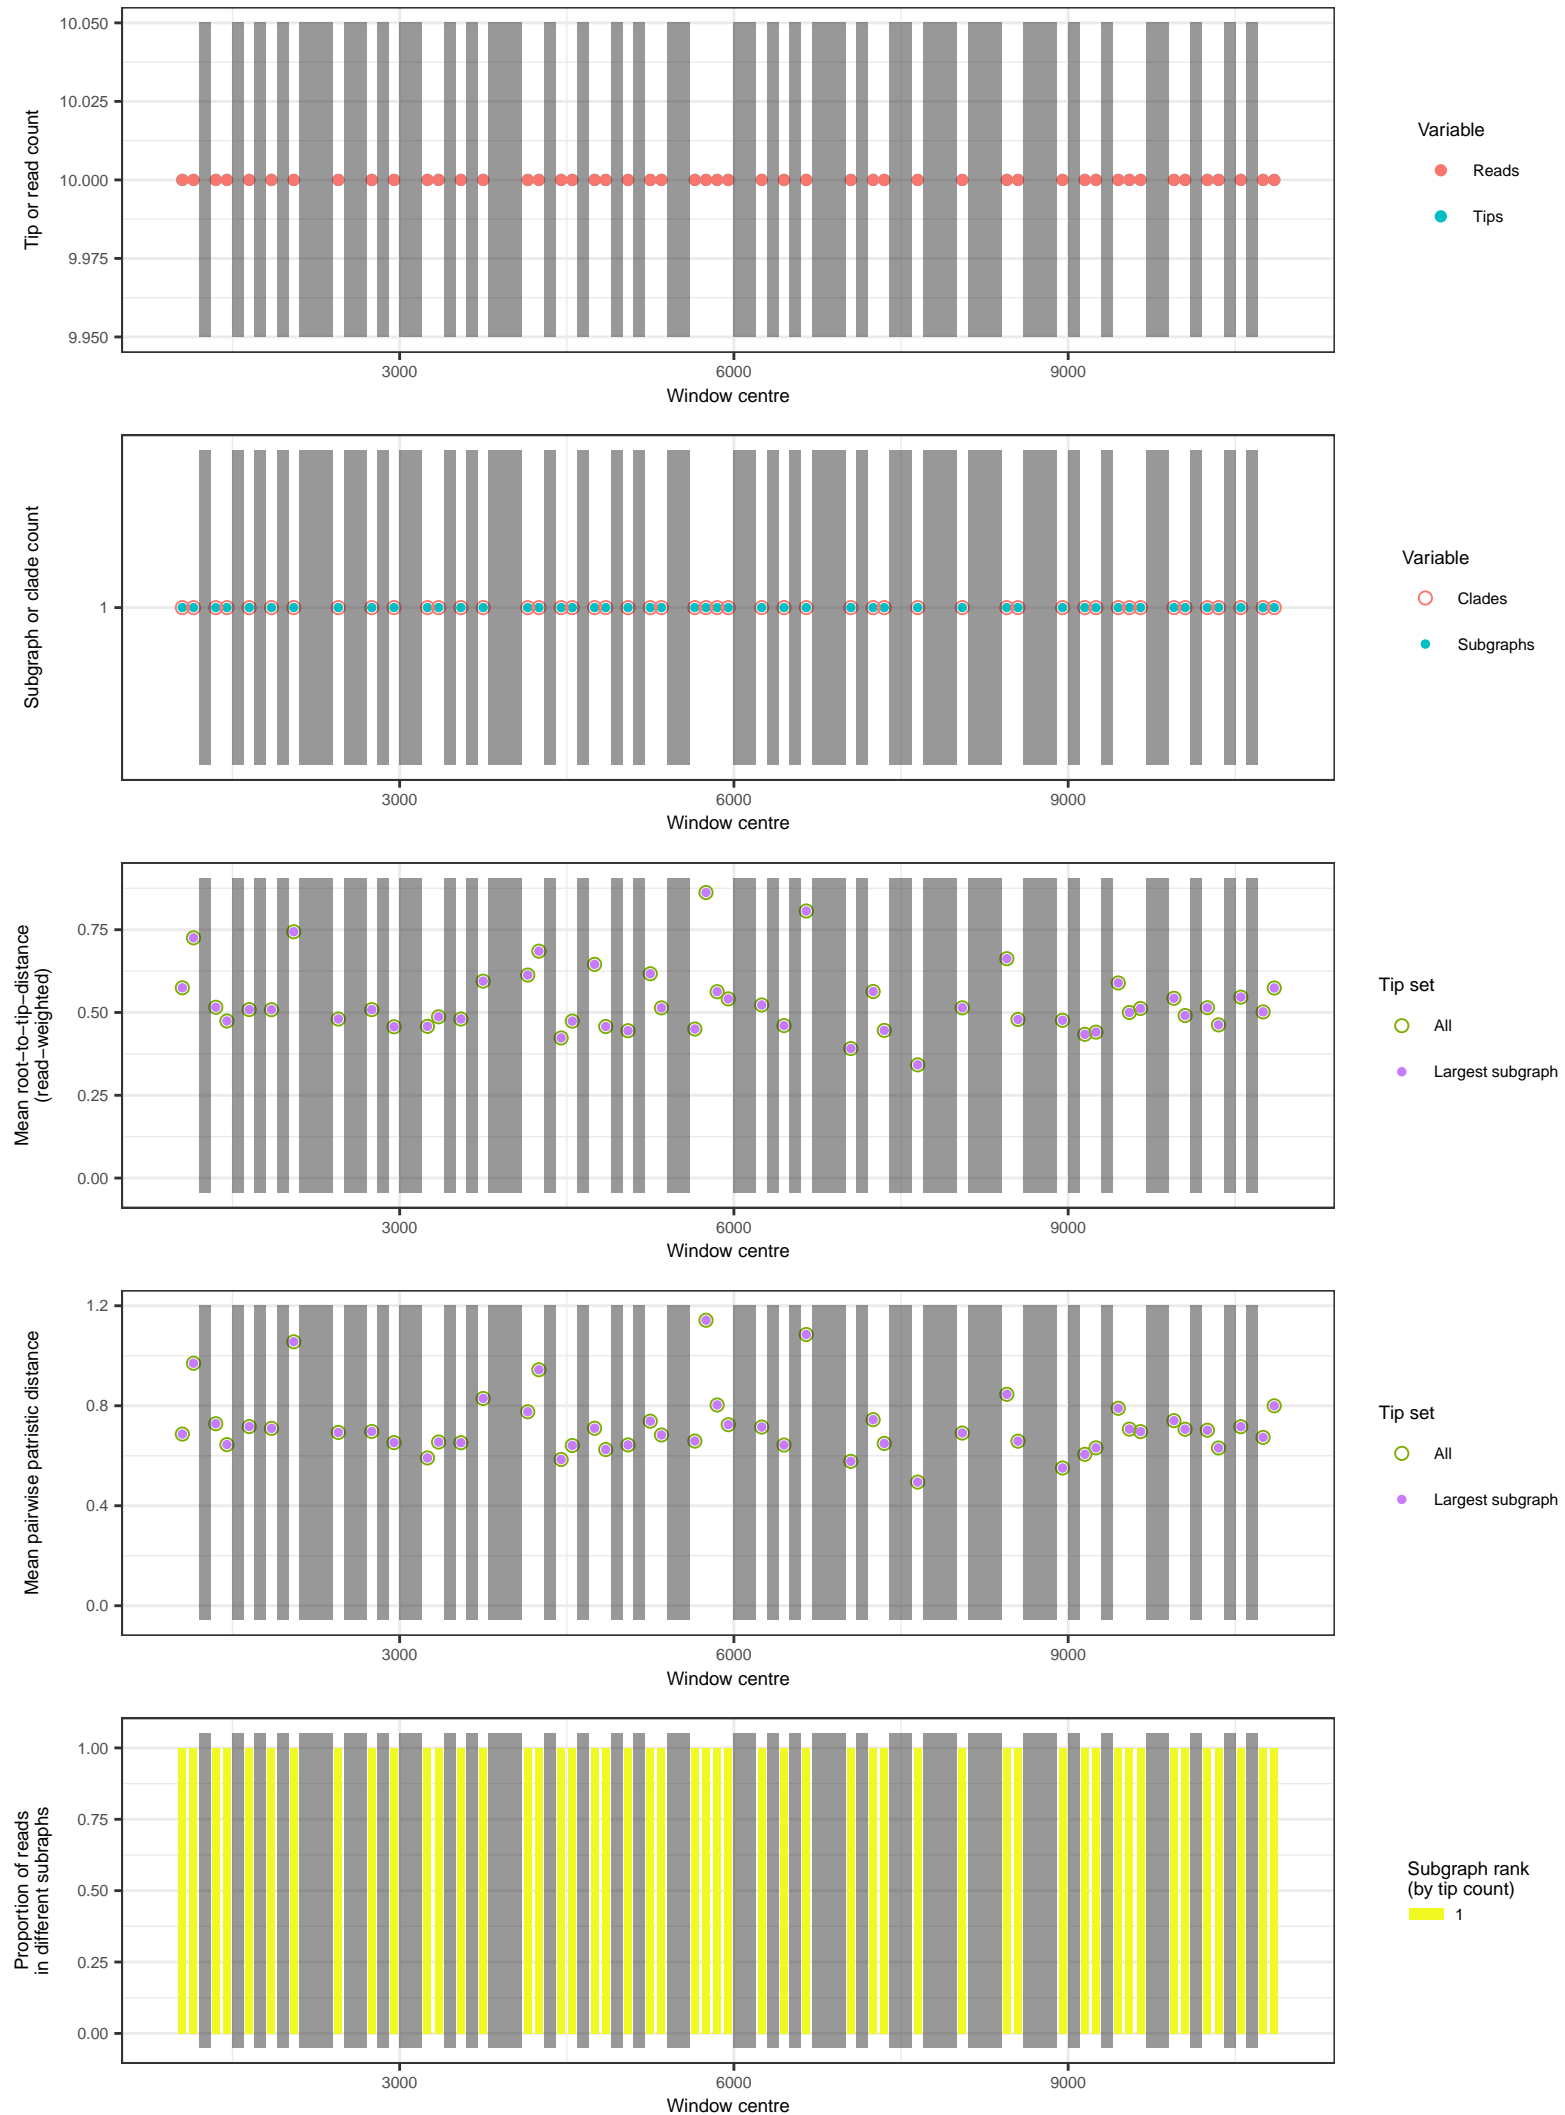 10.050
10.025
10.000
9.975
9.950
Tip or read count
3000
6000
9000
Window centre
Variable
Reads
Tips
1
Subgraph or clade count
3000
6000
9000
Window centre
Variable
Clades
Subgraphs
0.75
0.50
0.25
0.00
Mean root−to−tip−distance
(read−weighted)
3000
6000
9000
Window centre
Tip set
All
Largest subgraph
1.2
0.8
0.4
0.0
Mean pairwise patristic distance
3000
6000
9000
Window centre
Tip set
All
Largest subgraph
1.00
0.75
0.50
0.25
0.00
Proportion of reads
in different subraphs
3000
6000
9000
Window centre
Subgraph rank
(by tip count)
1